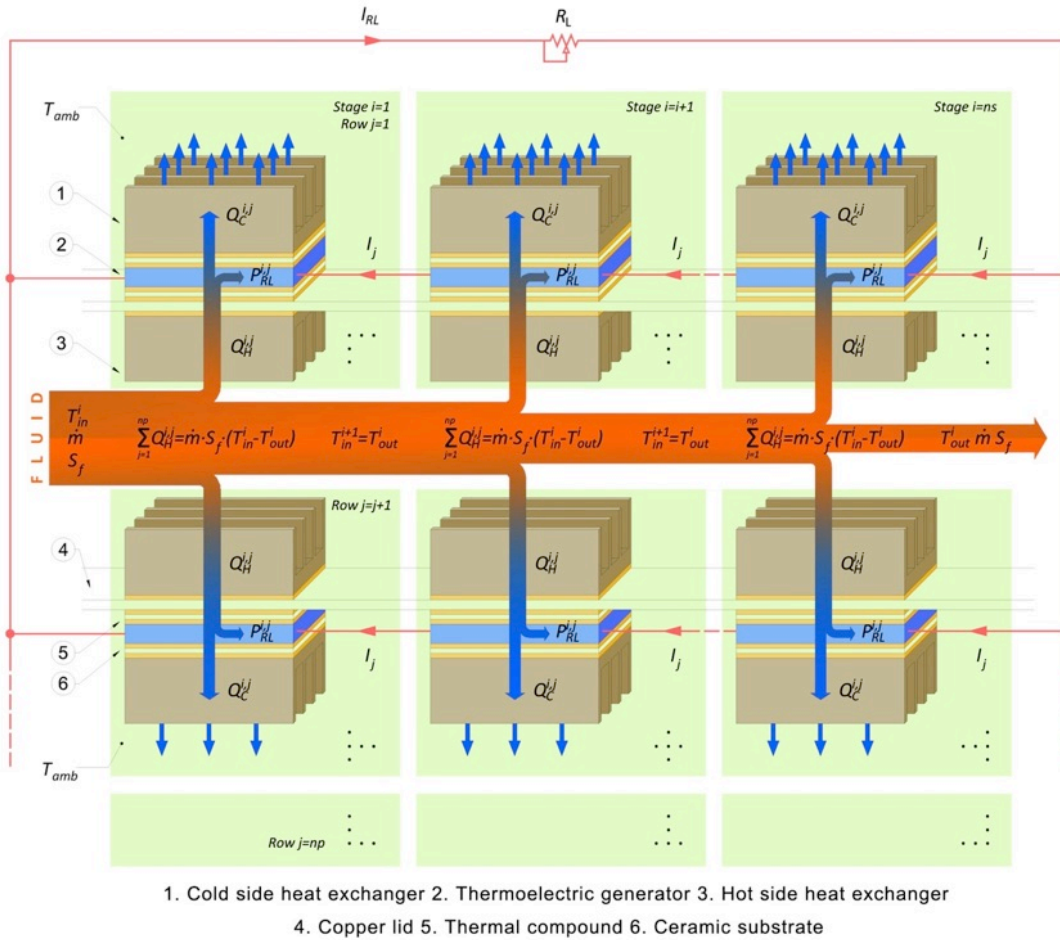 I_RL R_L
T_amb
Stage i=1
Row j=1
Stage i=i+1
Stage i=ns
1
Q_C^{i,j} Q_C^{i,j} Q_C^{i,j}
2
I_j I_j I_j
P_RL^{i,j} P_RL^{i,j} P_RL^{i,j}
3
Q_H^{i,j} Q_H^{i,j} Q_H^{i,j}
FLUID
T_in^i
ṁ
S_f
∑_{j=1}^{np} Q_H^{i,j}=ṁ·S_f·(T_in^i-T_out^i) T_in^{i+1}=T_out^i ∑_{j=1}^{np} Q_H^{i,j}=ṁ·S_f·(T_in^i-T_out^i) T_in^{i+1}=T_out^i ∑_{j=1}^{np} Q_H^{i,j}=ṁ·S_f·(T_in^i-T_out^i) T_out^i ṁ S_f
Row j=j+1
4
Q_H^{i,j} Q_H^{i,j} Q_H^{i,j}
5
P_RL^{i,j} P_RL^{i,j} P_RL^{i,j}
I_j I_j I_j
6
Q_C^{i,j} Q_C^{i,j} Q_C^{i,j}
T_amb
Row j=np
1. Cold side heat exchanger 2. Thermoelectric generator 3. Hot side heat exchanger
4. Copper lid 5. Thermal compound 6. Ceramic substrate